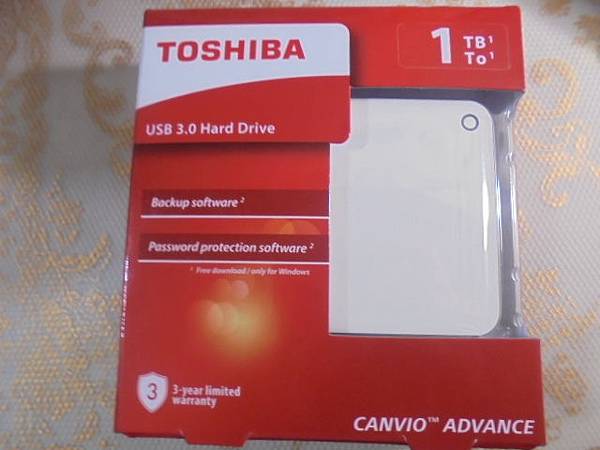 TOSHIBA
1 TB¹
To¹
USB 3.0 Hard Drive
Backup software ²
Password protection software ²
Free download / only for Windows
3
3-year limited
warranty
CANVIO™ ADVANCE